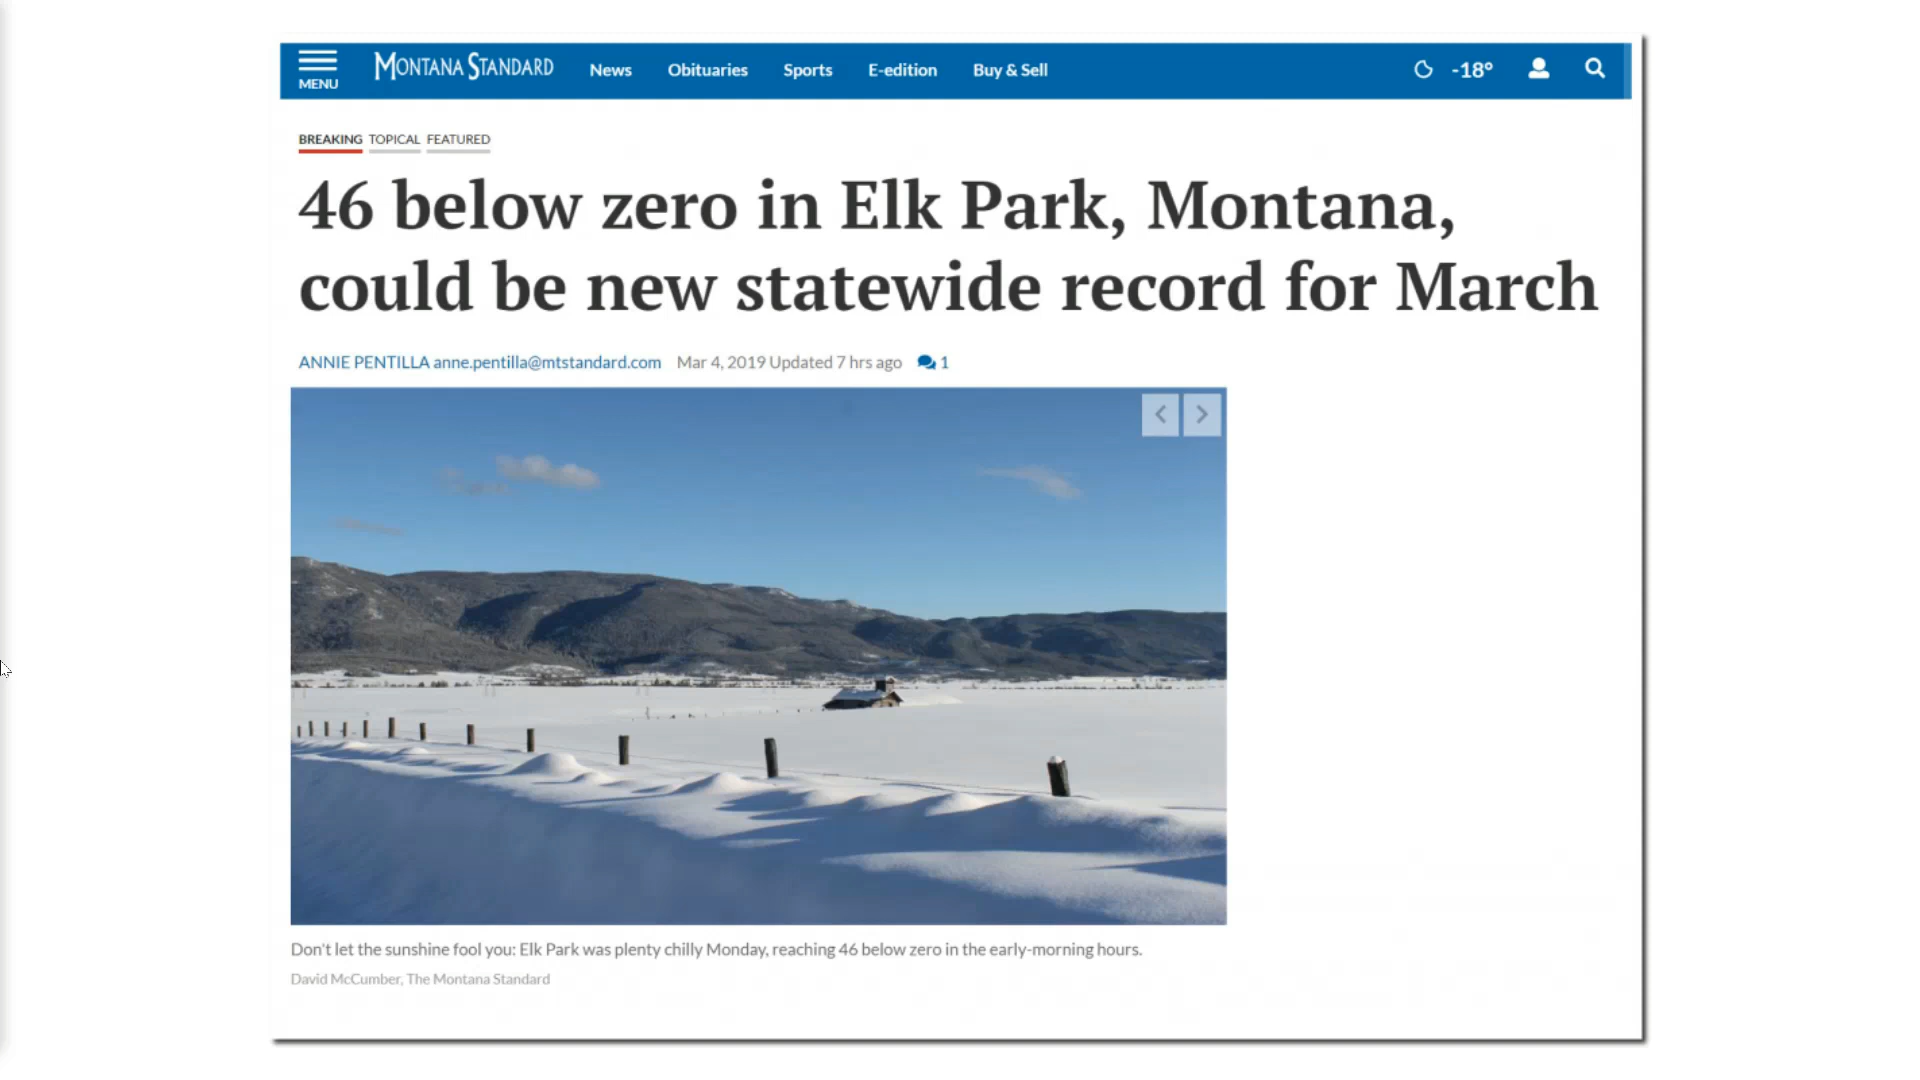 MENU
MONTANA STANDARD
News
Obituaries
Sports
E-edition
Buy & Sell
-18°
BREAKING TOPICAL FEATURED
46 below zero in Elk Park, Montana,
could be new statewide record for March
ANNIE PENTILLA anne.pentilla@mtstandard.com Mar 4, 2019 Updated 7 hrs ago 1
Don't let the sunshine fool you: Elk Park was plenty chilly Monday, reaching 46 below zero in the early-morning hours.
David McCumber, The Montana Standard